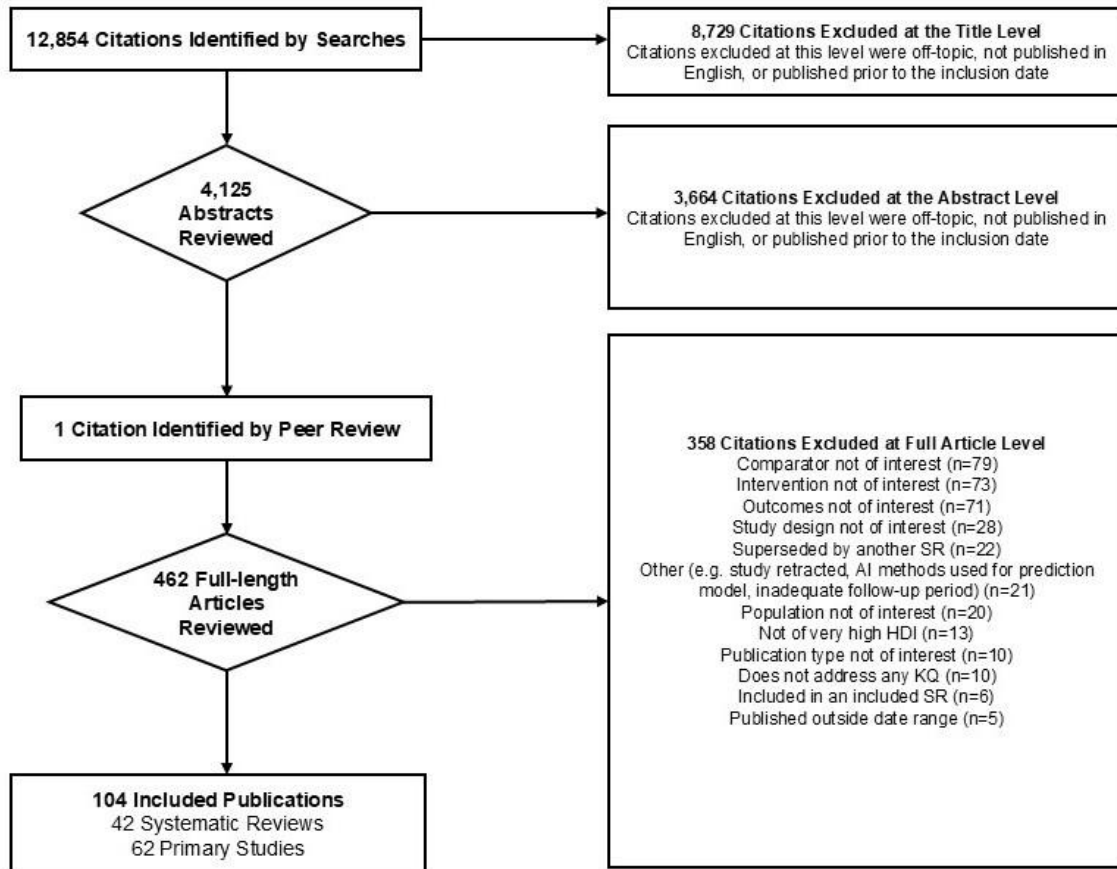 12,854 Citations Identified by Searches
8,729 Citations Excluded at the Title Level
Citations excluded at this level were off-topic, not published in
English, or published prior to the inclusion date
4,125
Abstracts
Reviewed
3,664 Citations Excluded at the Abstract Level
Citations excluded at this level were off-topic, not published in
English, or published prior to the inclusion date
1 Citation Identified by Peer Review
462 Full-length
Articles
Reviewed
358 Citations Excluded at Full Article Level
Comparator not of interest (n=79)
Intervention not of interest (n=73)
Outcomes not of interest (n=71)
Study design not of interest (n=28)
Superseded by another SR (n=22)
Other (e.g. study retracted, AI methods used for prediction
model, inadequate follow-up period) (n=21)
Population not of interest (n=20)
Not of very high HDI (n=13)
Publication type not of interest (n=10)
Does not address any KQ (n=10)
Included in an included SR (n=6)
Published outside date range (n=5)
104 Included Publications
42 Systematic Reviews
62 Primary Studies